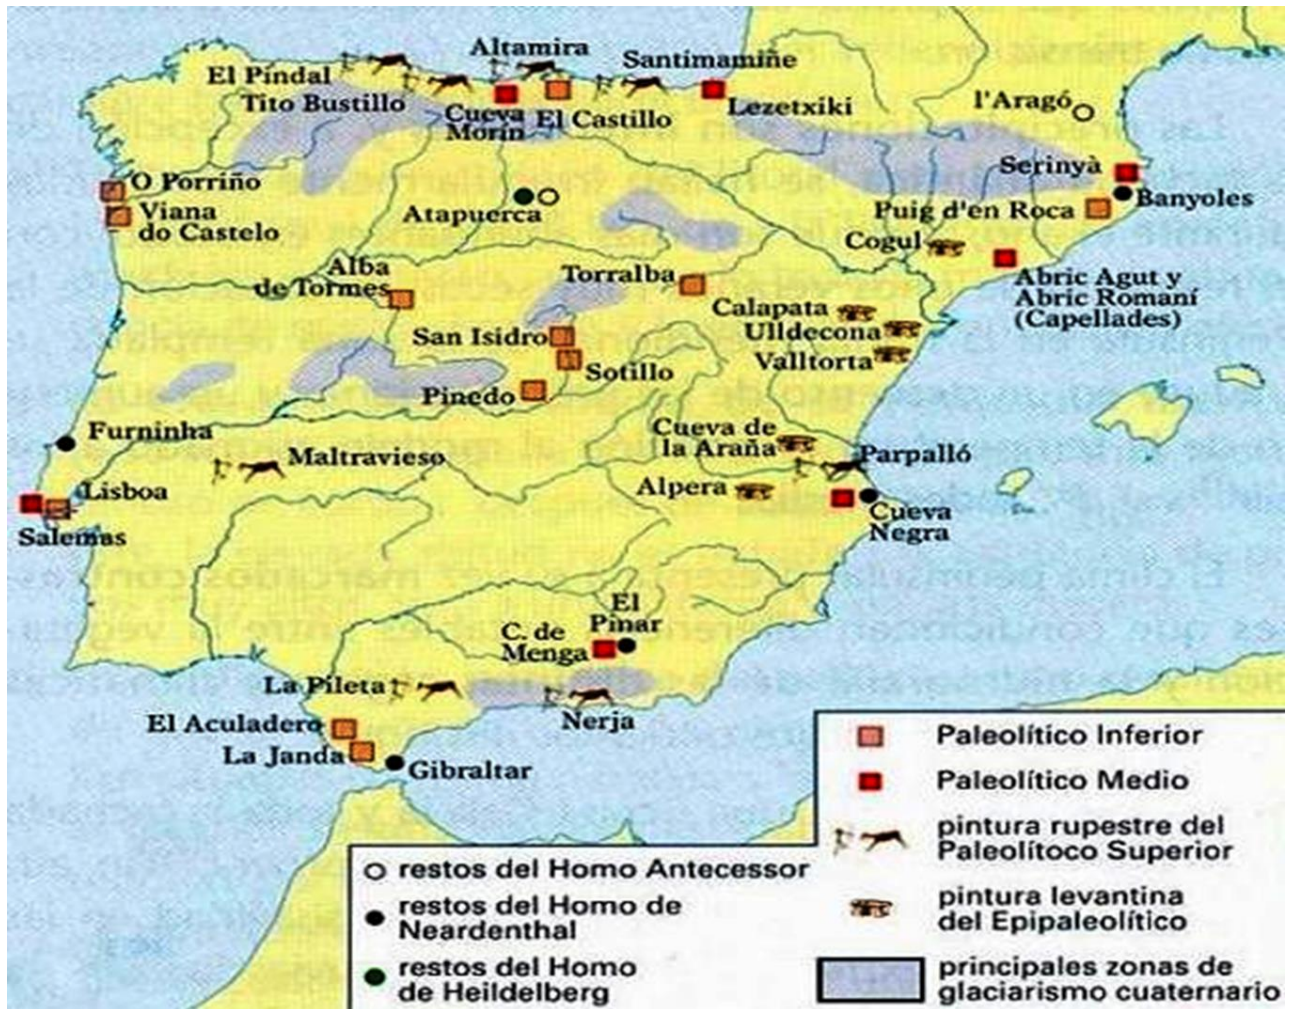 Altamira
Santimamiñe
El Pindal
Tito Bustillo
Cueva
Morín
El Castillo
Lezetxiki
l'Aragó
Serinyà
Banyoles
O Porriño
Viana
do Castelo
Atapuerca
Puig d'en Roca
Cogul
Abric Agut y
Abric Romaní
(Capellades)
Alba
de Tormes
Torralba
Calapata
Ulldecona
Valltorta
San Isidro
Sotillo
Pinedo
Furninha
Maltravieso
Cueva de
la Araña
Parpalló
Lisboa
Alpera
Cueva
Negra
Salemas
El
Pinar
C. de
Menga
La Pileta
Nerja
El Aculadero
La Janda
Gibraltar
Paleolítico Inferior
Paleolítico Medio
pintura rupestre del
Paleolítoco Superior
pintura levantina
del Epipaleolítico
principales zonas de
glaciarismo cuaternario
restos del Homo Antecessor
restos del Homo de
Neardenthal
restos del Homo
de Heildelberg